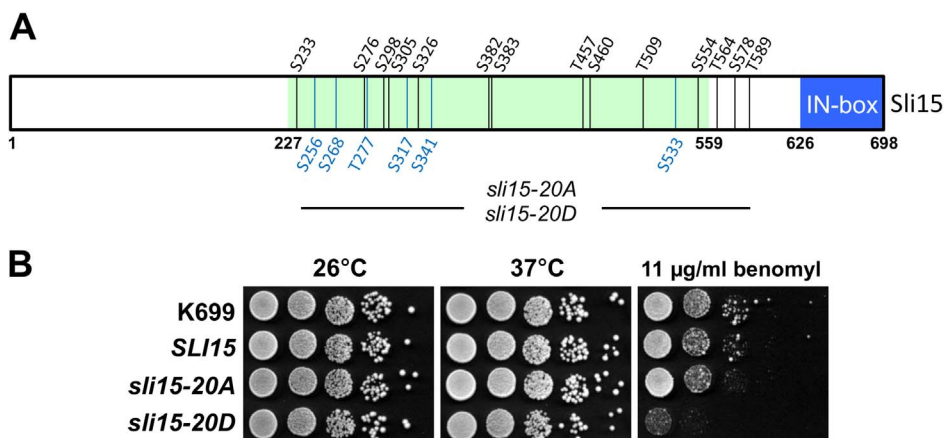 A
S233 S276 S298 S305 S326 S382 S383 T457 S460 T509 S554 T564 S578 T589
IN-box Sli15
1 227 559 626 698
S256 S268 T277 S317 S341 S533
sli15-20A
sli15-20D
B
26°C 37°C 11 µg/ml benomyl
K699
SLI15
sli15-20A
sli15-20D